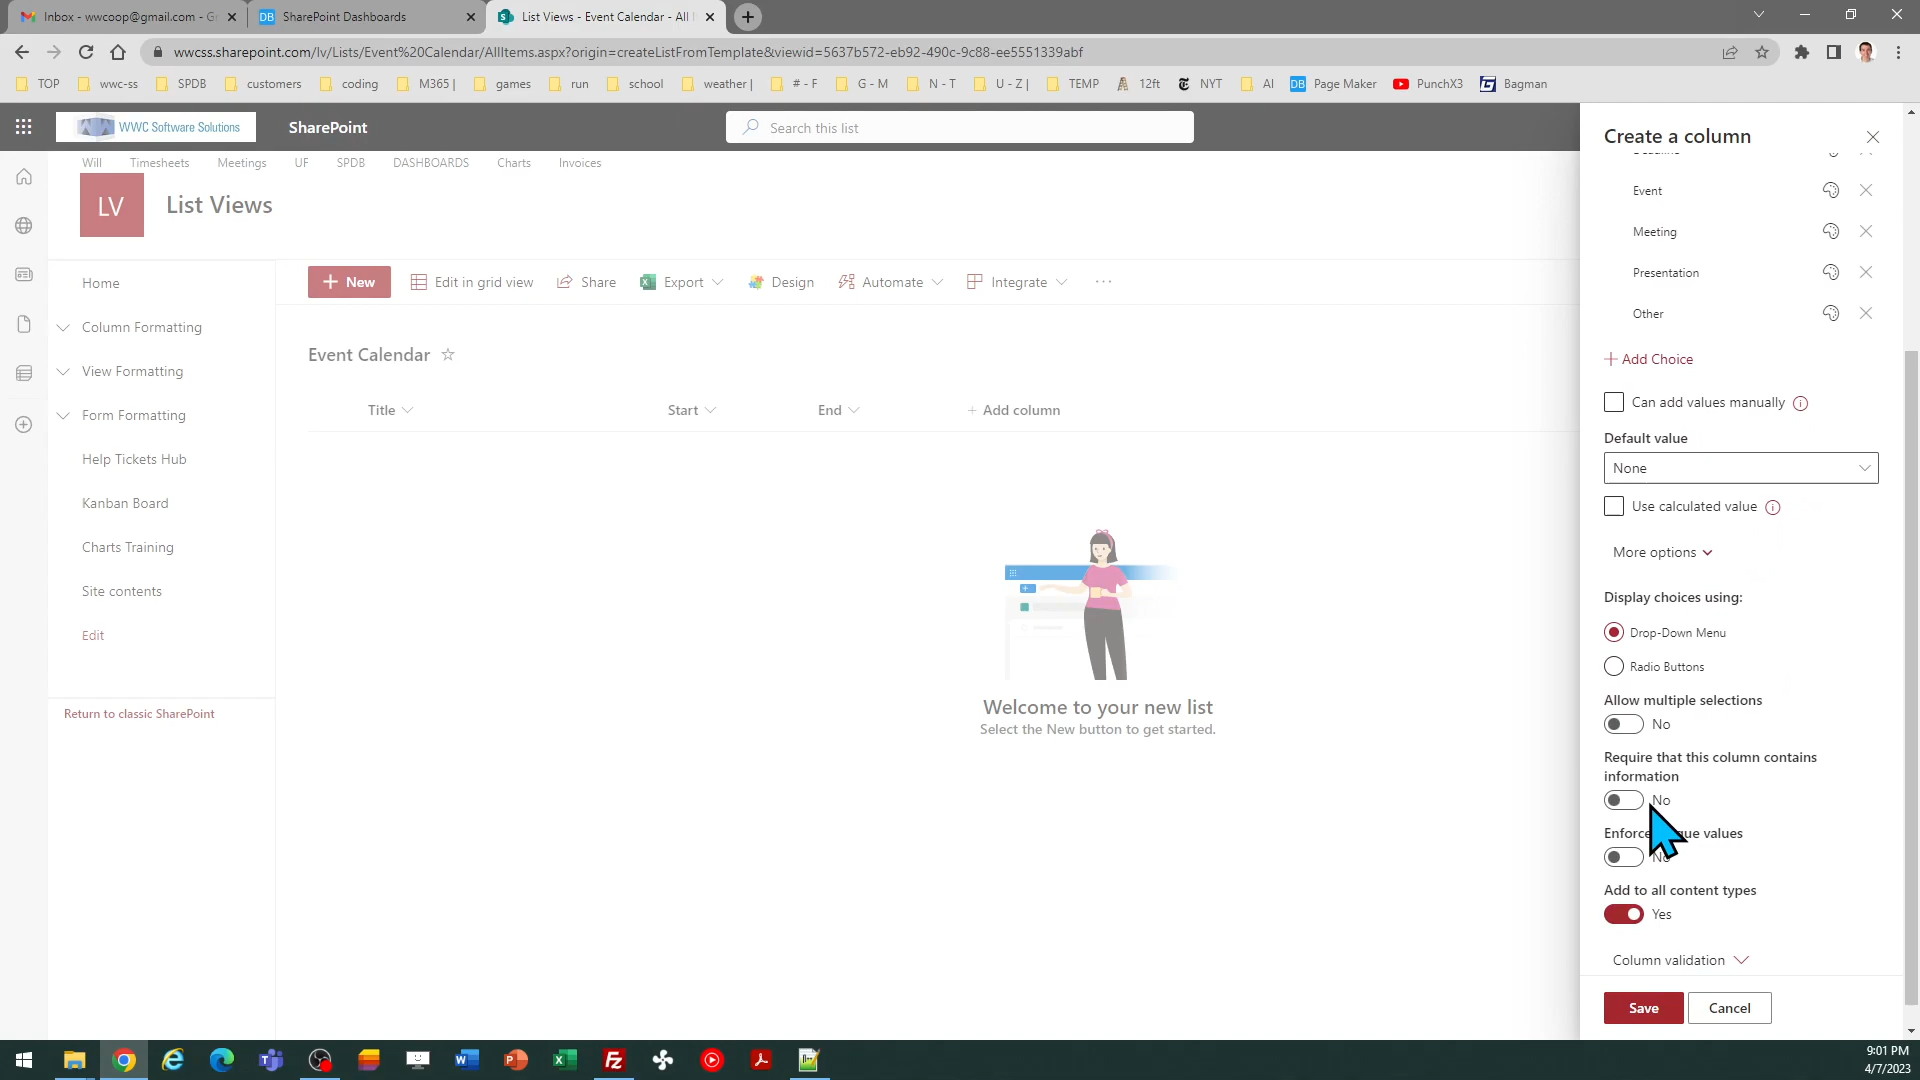 Inbox - wwcoop@gmail.com - G
SharePoint Dashboards
List Views - Event Calendar - All
wwcss.sharepoint.com/lv/Lists/Event%20Calendar/AllItems.aspx?origin=createListFromTemplate&viewid=5637b572-eb92-490c-9c88-ee5551339abf
TOP
wwc-ss
SPDB
customers
coding
M365 |
games
run
school
weather |
# - F
G - M
N - T
U - Z |
TEMP
12ft
NYT
AI
DB Page Maker
PunchX3
Bagman
WWC Software Solutions
SharePoint
Search this list
Will
Timesheets
Meetings
UF
SPDB
DASHBOARDS
Charts
Invoices
LV
List Views
Home
Column Formatting
View Formatting
Form Formatting
Help Tickets Hub
Kanban Board
Charts Training
Site contents
Edit
Return to classic SharePoint
New
Edit in grid view
Share
Export
Design
Automate
Integrate
Event Calendar
Title
Start
End
+ Add column
Welcome to your new list
Select the New button to get started.
Create a column
Event
Meeting
Presentation
Other
+ Add Choice
Can add values manually
Default value
None
Use calculated value
More options
Display choices using:
Drop-Down Menu
Radio Buttons
Allow multiple selections
No
Require that this column contains
information
No
Enforce
ue values
No
Add to all content types
Yes
Column validation
Save
Cancel
9:01 PM
4/7/2023